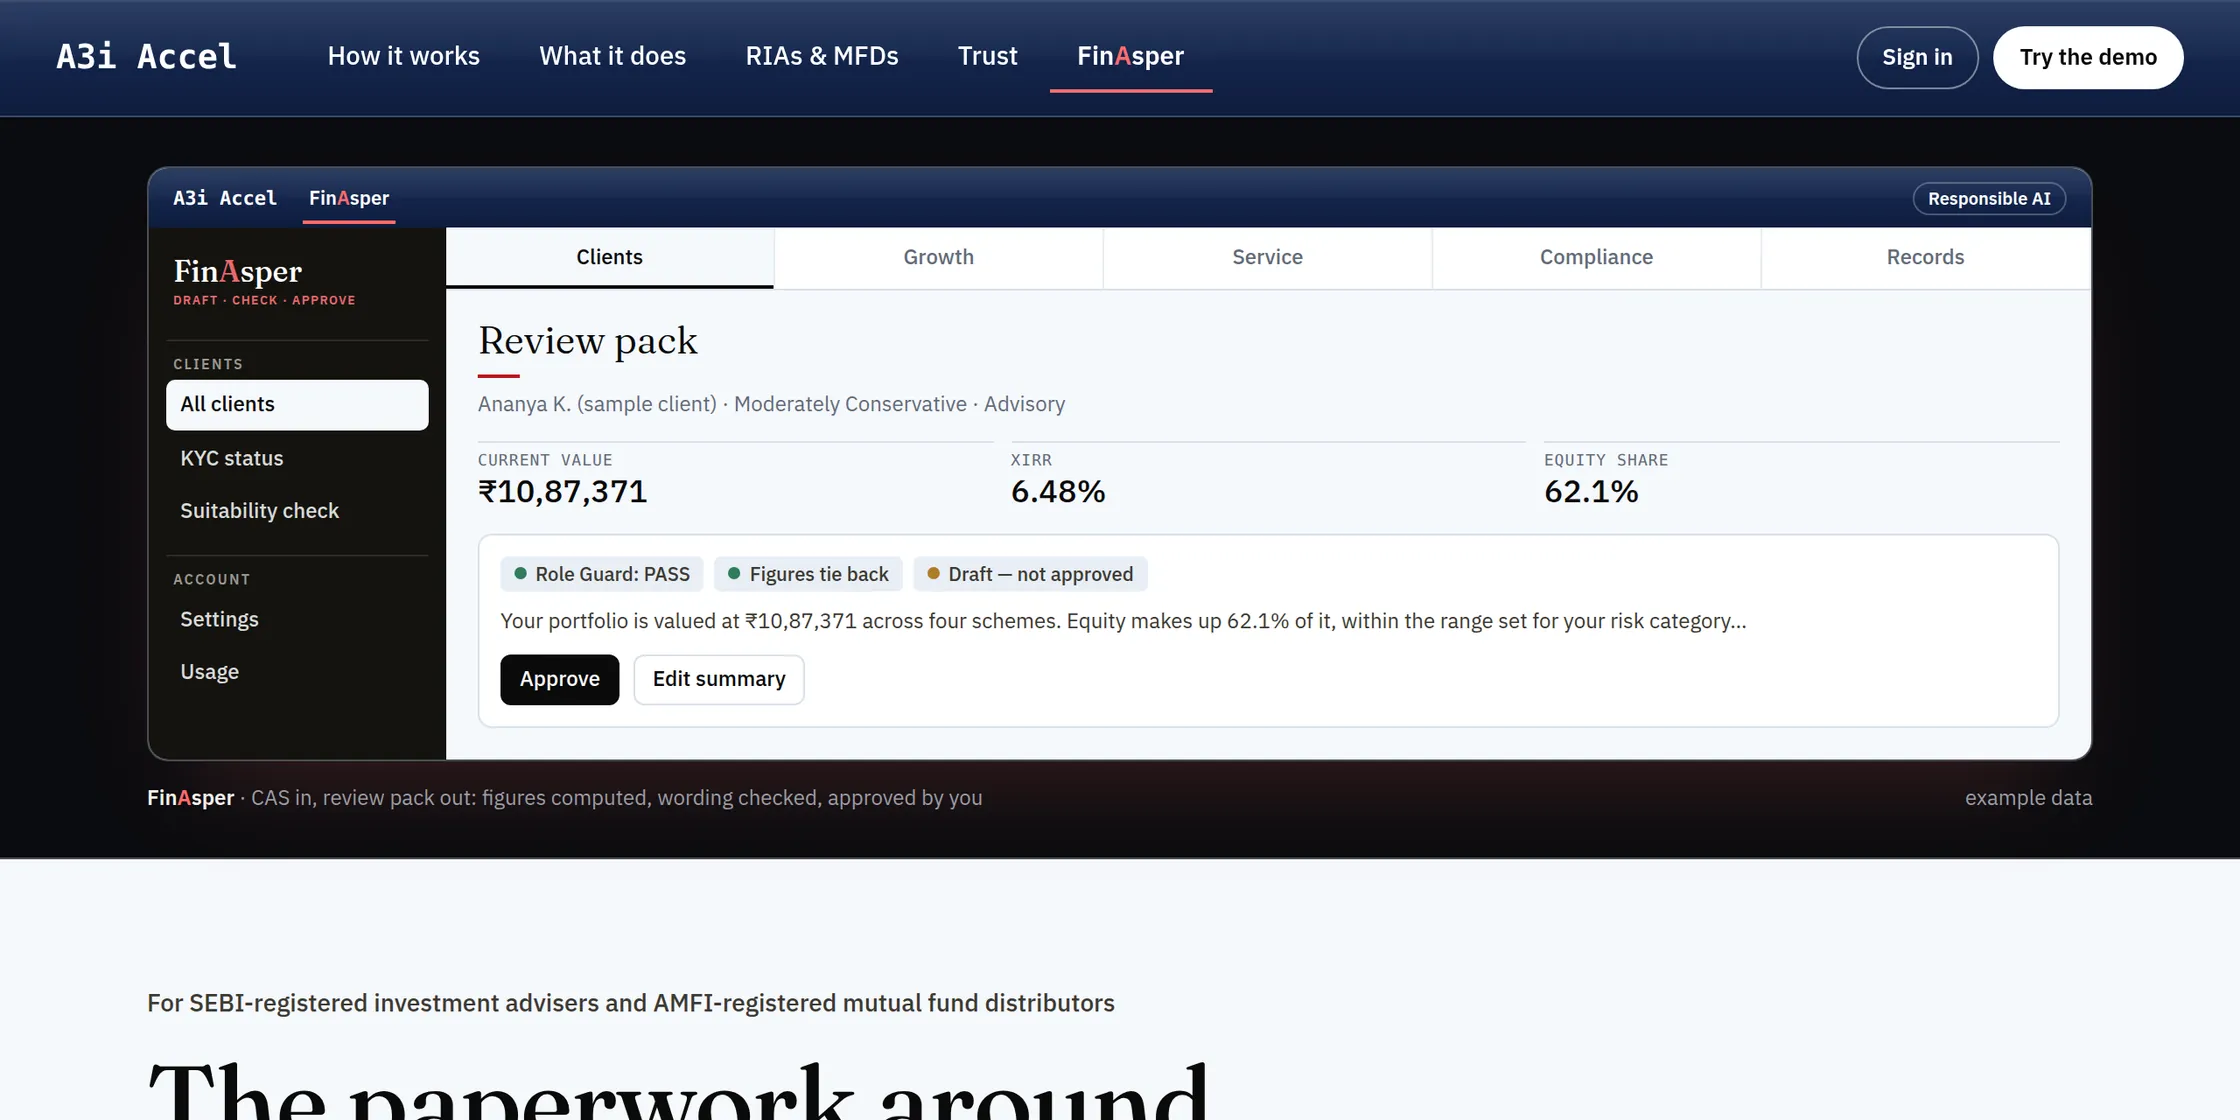 A3i Accel How it works What it does RIAs & MFDs Trust FinAsper Sign in Try the demo
A3i Accel FinAsper Responsible AI
FinAsper
DRAFT · CHECK · APPROVE
CLIENTS
All clients
KYC status
Suitability check
ACCOUNT
Settings
Usage
Clients Growth Service Compliance Records
Review pack
Ananya K. (sample client) · Moderately Conservative · Advisory
CURRENT VALUE XIRR EQUITY SHARE
₹10,87,371 6.48% 62.1%
Role Guard: PASS Figures tie back Draft — not approved
Your portfolio is valued at ₹10,87,371 across four schemes. Equity makes up 62.1% of it, within the range set for your risk category...
Approve Edit summary
FinAsper · CAS in, review pack out: figures computed, wording checked, approved by you example data
For SEBI-registered investment advisers and AMFI-registered mutual fund distributors
The paperwork around